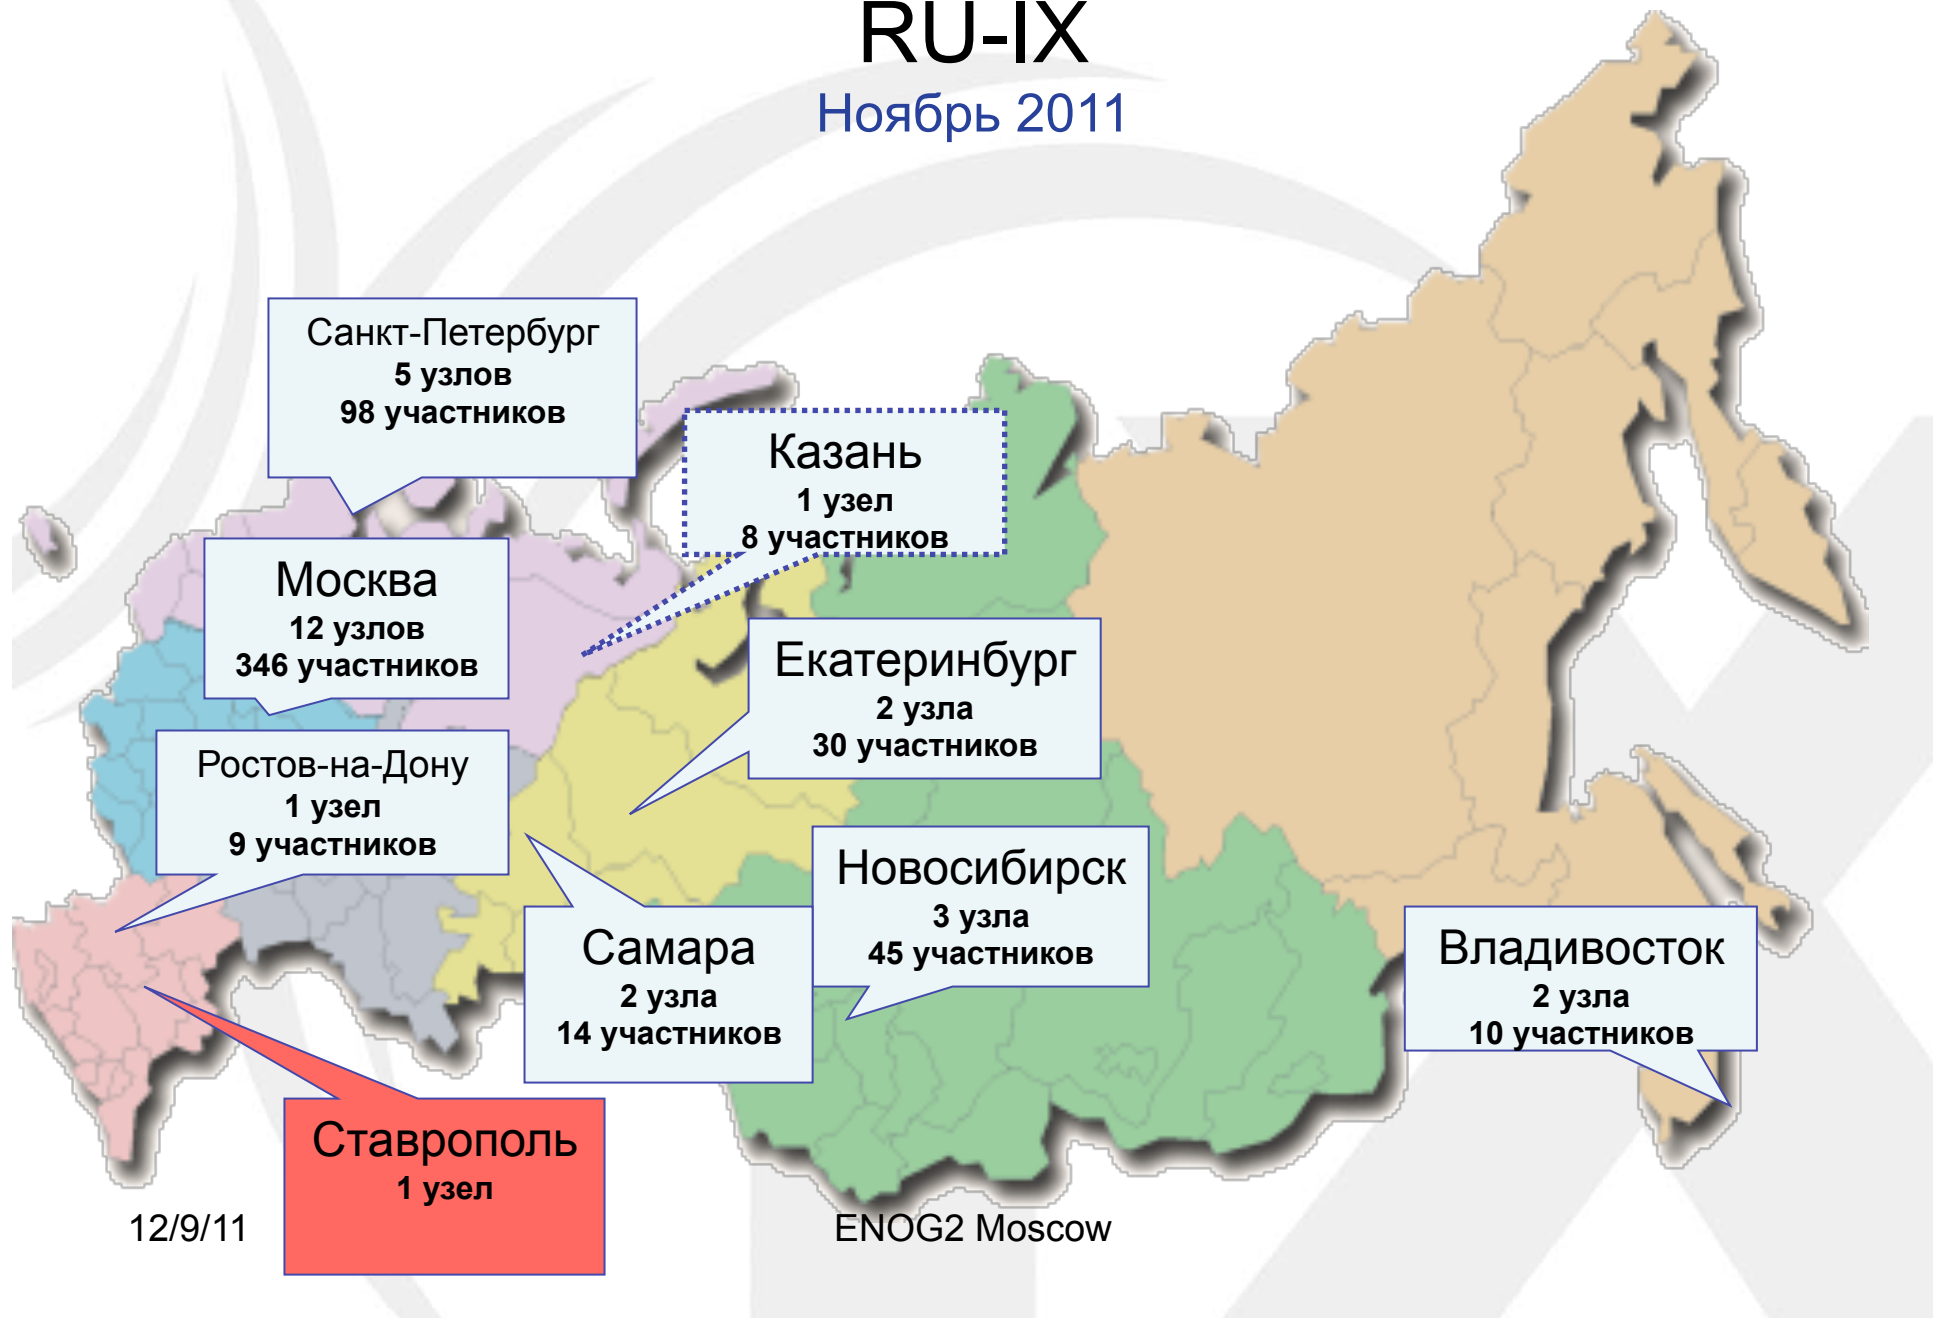 RU-IX
Ноябрь 2011
Санкт-Петербург
5 узлов
98 участников
Казань
1 узел
8 участников
Москва
12 узлов
346 участников
Екатеринбург
2 узла
30 участников
Ростов-на-Дону
1 узел
9 участников
Новосибирск
3 узла
45 участников
Самара
2 узла
14 участников
Владивосток
2 узла
10 участников
Ставрополь
1 узел
12/9/11
ENOG2 Moscow